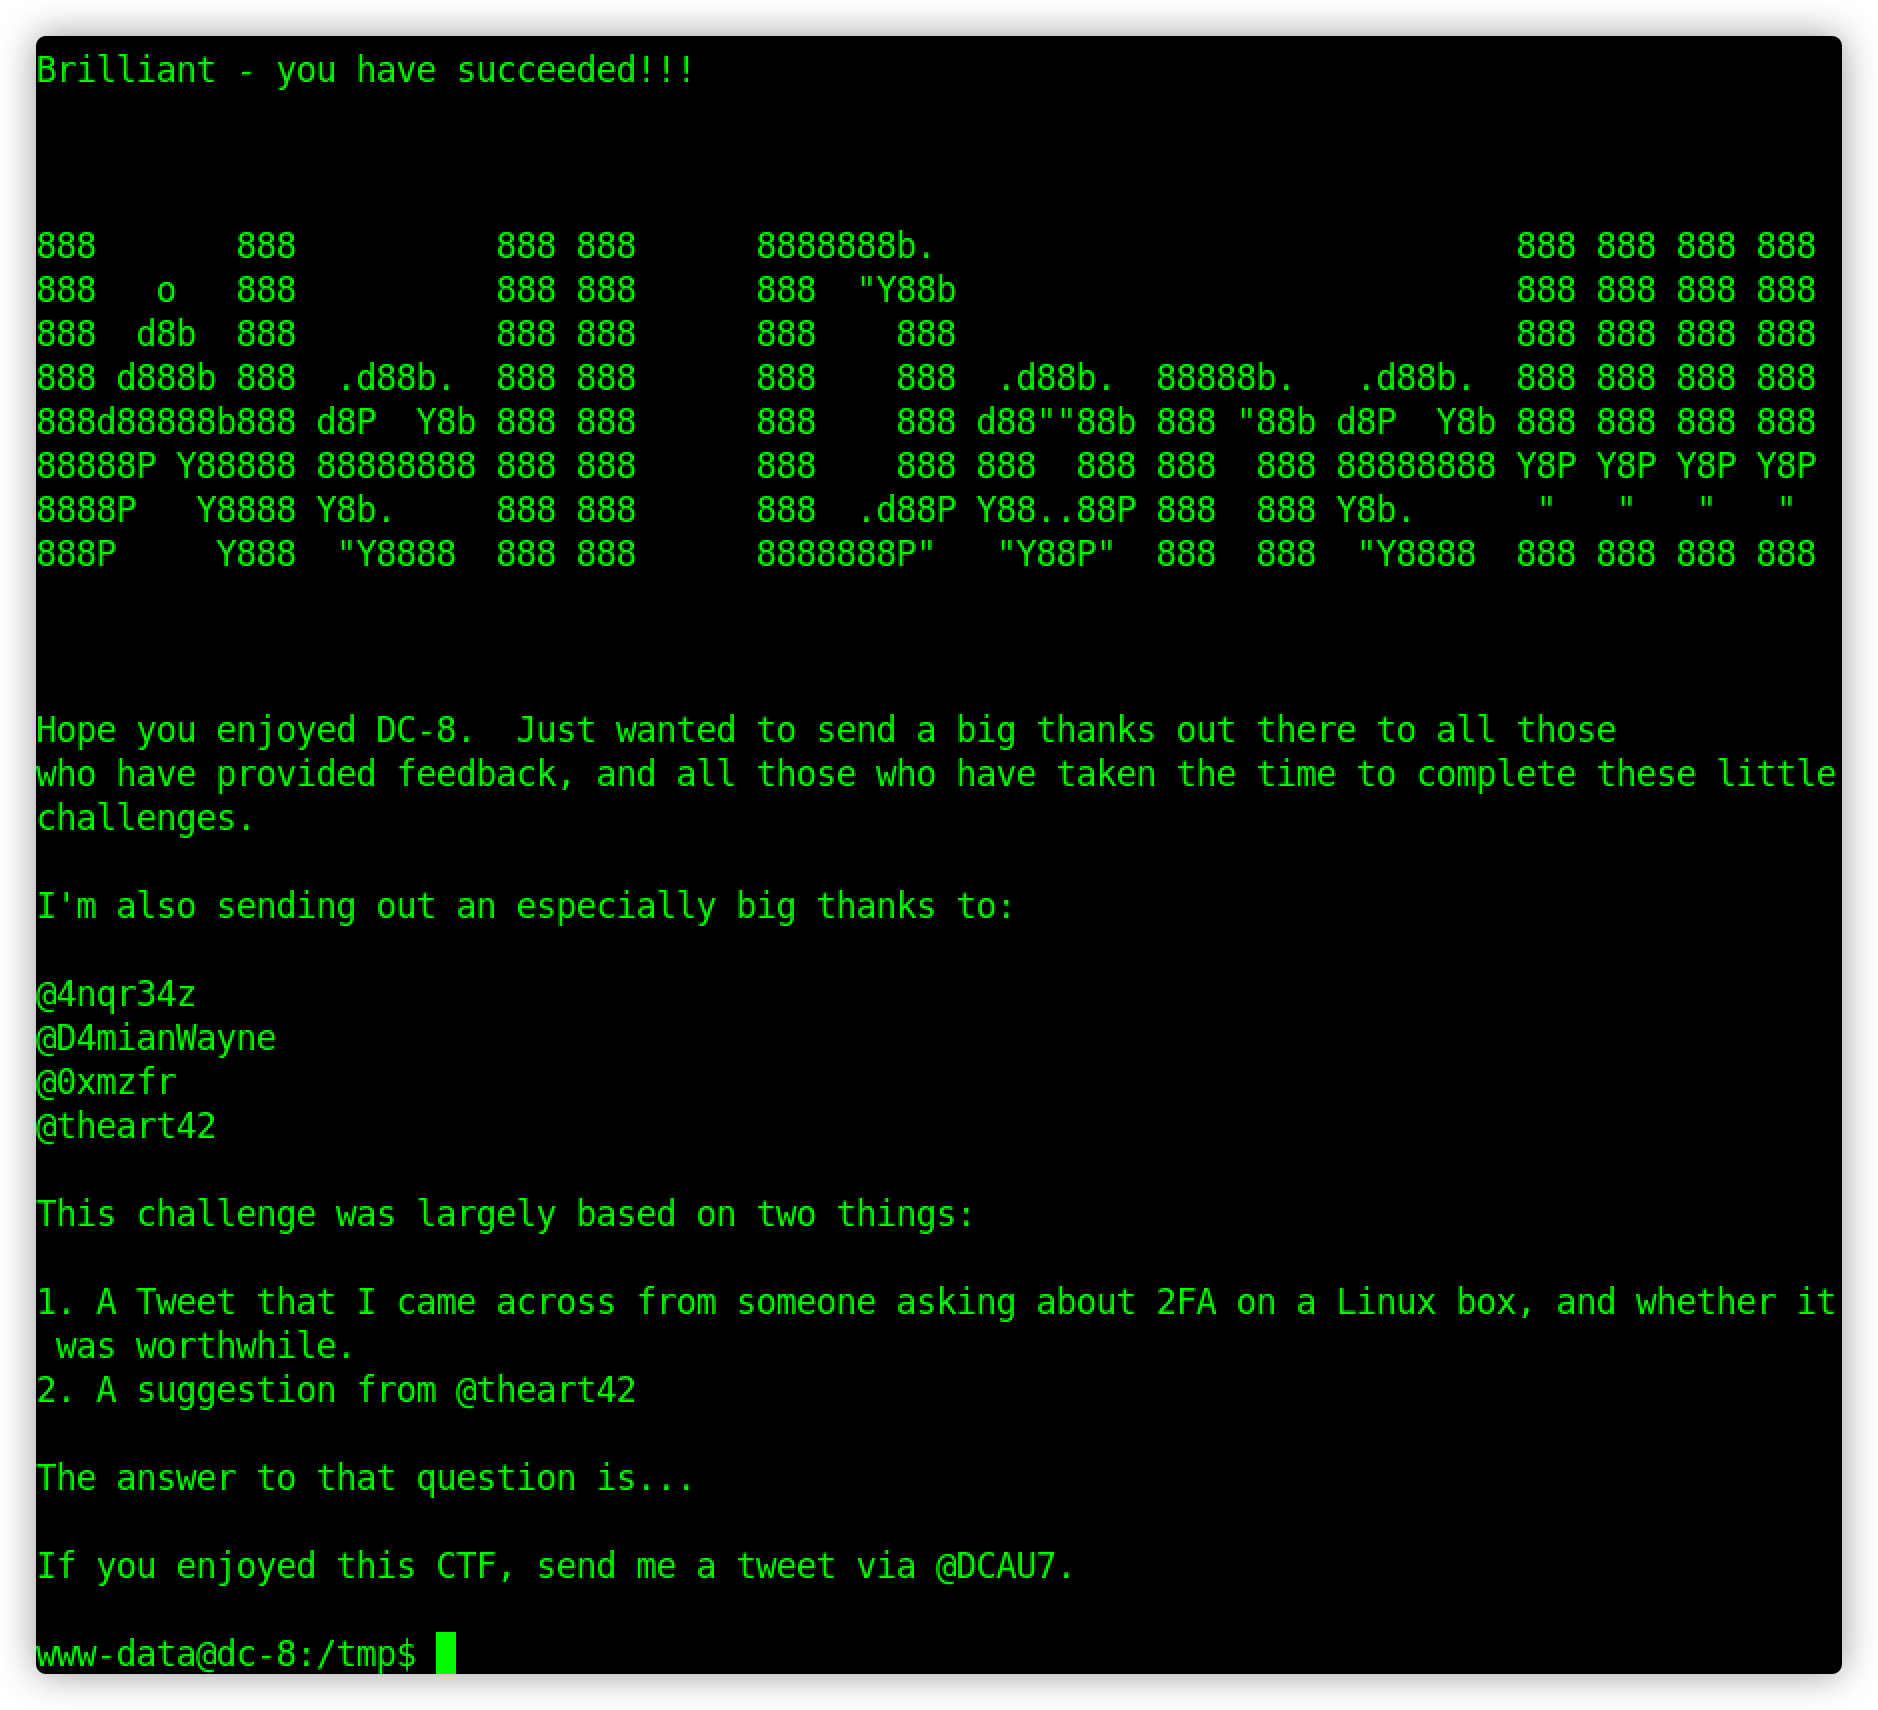 Brilliant - you have succeeded!!!
888       888          888 888      8888888b.                             888 888 888 888
888   o   888          888 888      888  "Y88b                            888 888 888 888
888  d8b  888          888 888      888    888                            888 888 888 888
888 d888b 888  .d88b.  888 888      888    888  .d88b.  88888b.   .d88b.  888 888 888 888
888d88888b888 d8P  Y8b 888 888      888    888 d88""88b 888 "88b d8P  Y8b 888 888 888 888
88888P Y88888 88888888 888 888      888    888 888  888 888  888 88888888 Y8P Y8P Y8P Y8P
8888P   Y8888 Y8b.     888 888      888  .d88P Y88..88P 888  888 Y8b.      "   "   "   "
888P     Y888  "Y8888  888 888      8888888P"   "Y88P"  888  888  "Y8888  888 888 888 888
Hope you enjoyed DC-8.  Just wanted to send a big thanks out there to all those
who have provided feedback, and all those who have taken the time to complete these little
challenges.
I'm also sending out an especially big thanks to:
@4nqr34z
@D4mianWayne
@0xmzfr
@theart42
This challenge was largely based on two things:
1. A Tweet that I came across from someone asking about 2FA on a Linux box, and whether it
 was worthwhile.
2. A suggestion from @theart42
The answer to that question is...
If you enjoyed this CTF, send me a tweet via @DCAU7.
www-data@dc-8:/tmp$